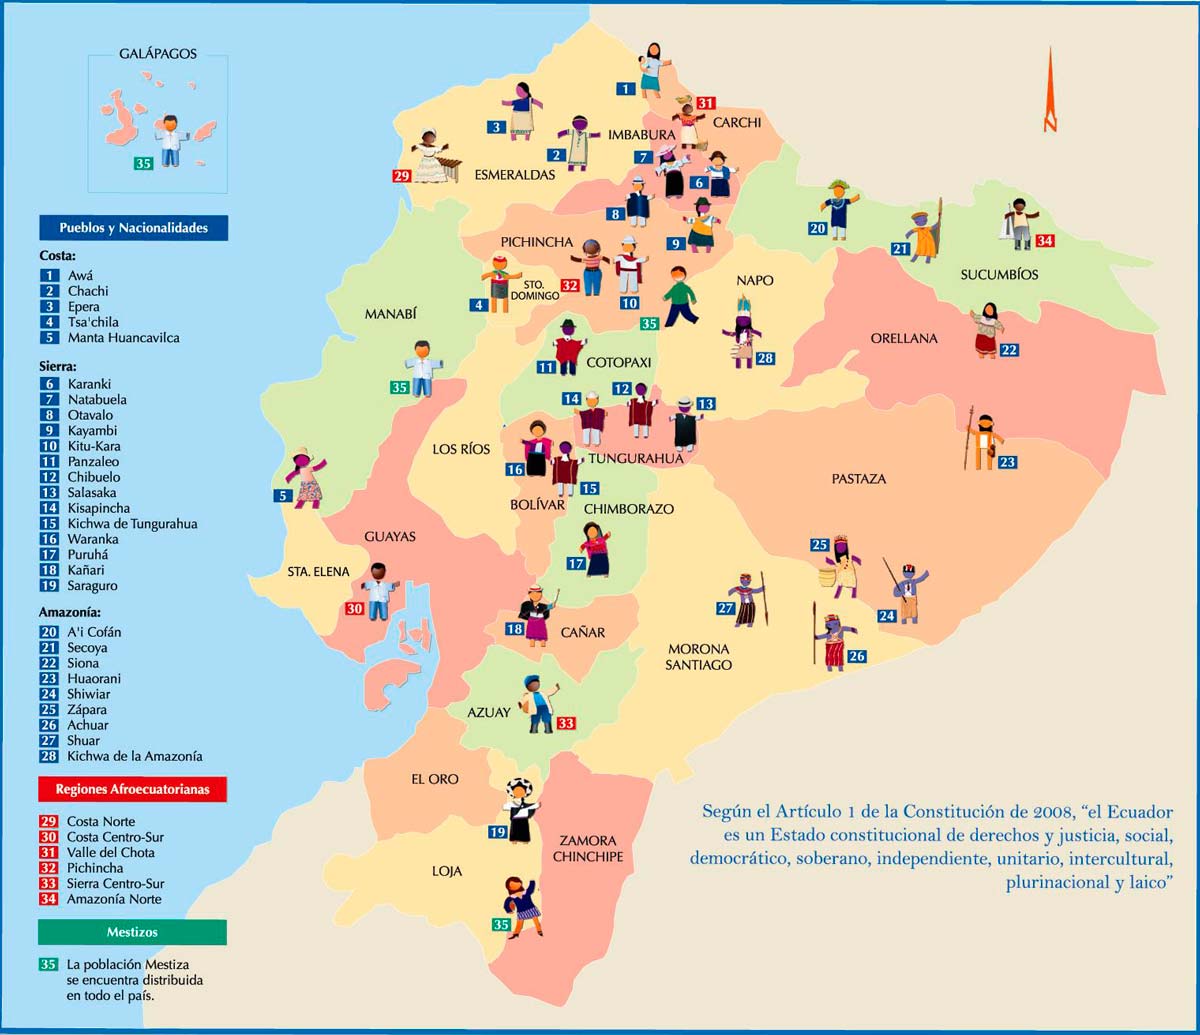 GALÁPAGOS
35
Pueblos y Nacionalidades
Costa:
1 Awá
2 Chachi
3 Epera
4 Tsa'chila
5 Manta Huancavilca
Sierra:
6 Karanki
7 Natabuela
8 Otavalo
9 Kayambi
10 Kitu-Kara
11 Panzaleo
12 Chibuelo
13 Salasaka
14 Kisapincha
15 Kichwa de Tungurahua
16 Waranka
17 Puruhá
18 Kañari
19 Saraguro
Amazonía:
20 A'i Cofán
21 Secoya
22 Siona
23 Huaorani
24 Shiwiar
25 Zápara
26 Achuar
27 Shuar
28 Kichwa de la Amazonía
Regiones Afroecuatorianas
29 Costa Norte
30 Costa Centro-Sur
31 Valle del Chota
32 Pichincha
33 Sierra Centro-Sur
34 Amazonía Norte
Mestizos
35 La población Mestiza
se encuentra distribuida
en todo el país.
1
31
CARCHI
3
IMBABURA
2
7
29
ESMERALDAS
6
8
20
21
34
9
PICHINCHA
SUCUMBÍOS
32
STO.
DOMINGO
NAPO
4
10
MANABÍ
35
ORELLANA
22
28
11
COTOPAXI
35
12
14
13
LOS RÍOS
TUNGURAHUA
16
23
5
15
PASTAZA
BOLÍVAR
CHIMBORAZO
GUAYAS
25
17
STA. ELENA
30
27
24
18
CAÑAR
26
MORONA
SANTIAGO
AZUAY
33
EL ORO
19
ZAMORA
CHINCHIPE
LOJA
35
N
Según el Artículo 1 de la Constitución de 2008, “el Ecuador
es un Estado constitucional de derechos y justicia, social,
democrático, soberano, independiente, unitario, intercultural,
plurinacional y laico”